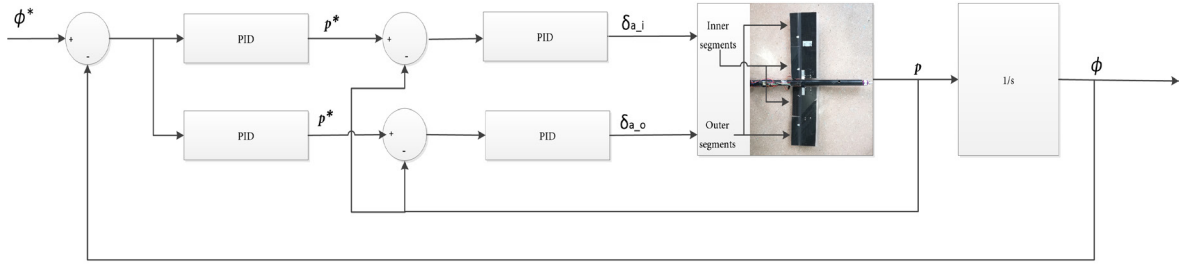 ϕ*
+
-
PID
p*
+
-
PID
δa_i
Inner
segments
p
1/s
ϕ
PID
p*
+
-
PID
δa_o
Outer
segments